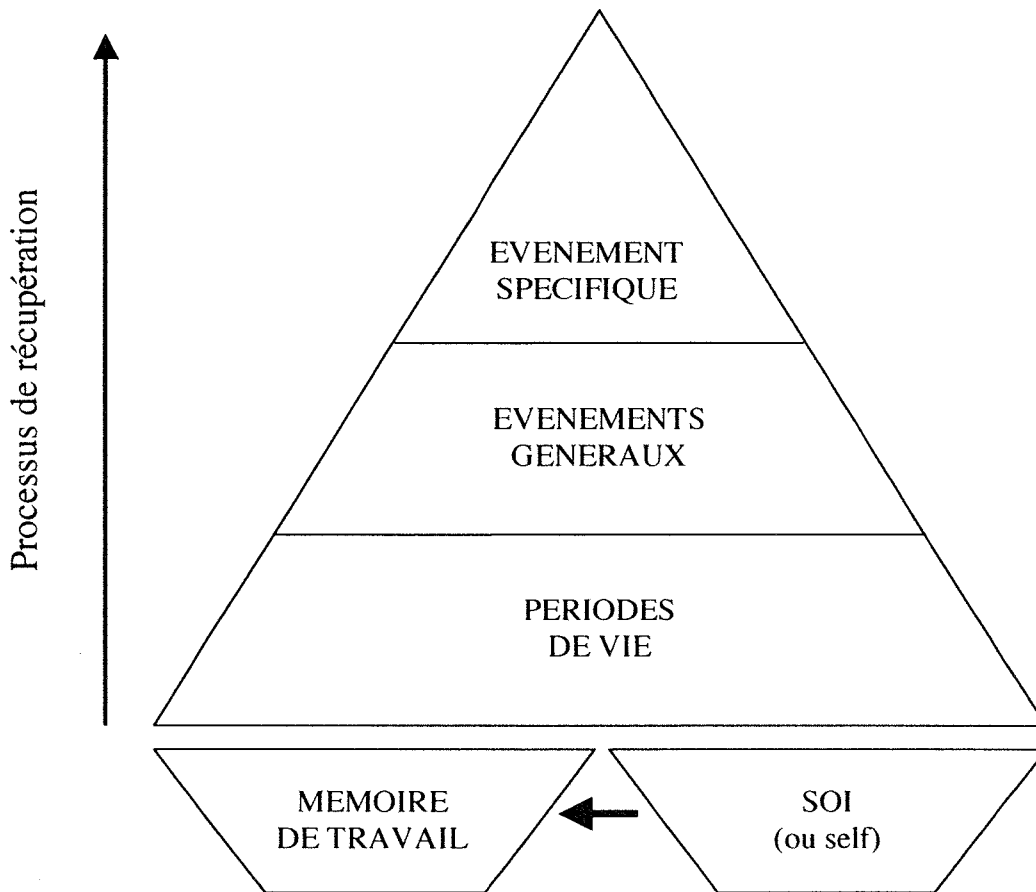 Processus de récupération
EVENEMENT
SPECIFIQUE
EVENEMENTS
GENERAUX
PERIODES
DE VIE
MEMOIRE
DE TRAVAIL
SOI
(ou self)